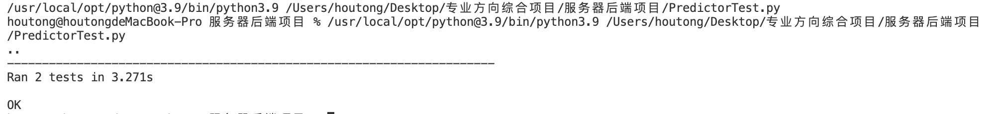 /usr/local/opt/python@3.9/bin/python3.9 /Users/houtong/Desktop/专业方向综合项目/服务器后端项目/PredictorTest.py
houtong@houtongdeMacBook-Pro 服务器后端项目 % /usr/local/opt/python@3.9/bin/python3.9 /Users/houtong/Desktop/专业方向综合项目/服务器后端项目
/PredictorTest.py
..
----------------------------------------------------------------------
Ran 2 tests in 3.271s
OK